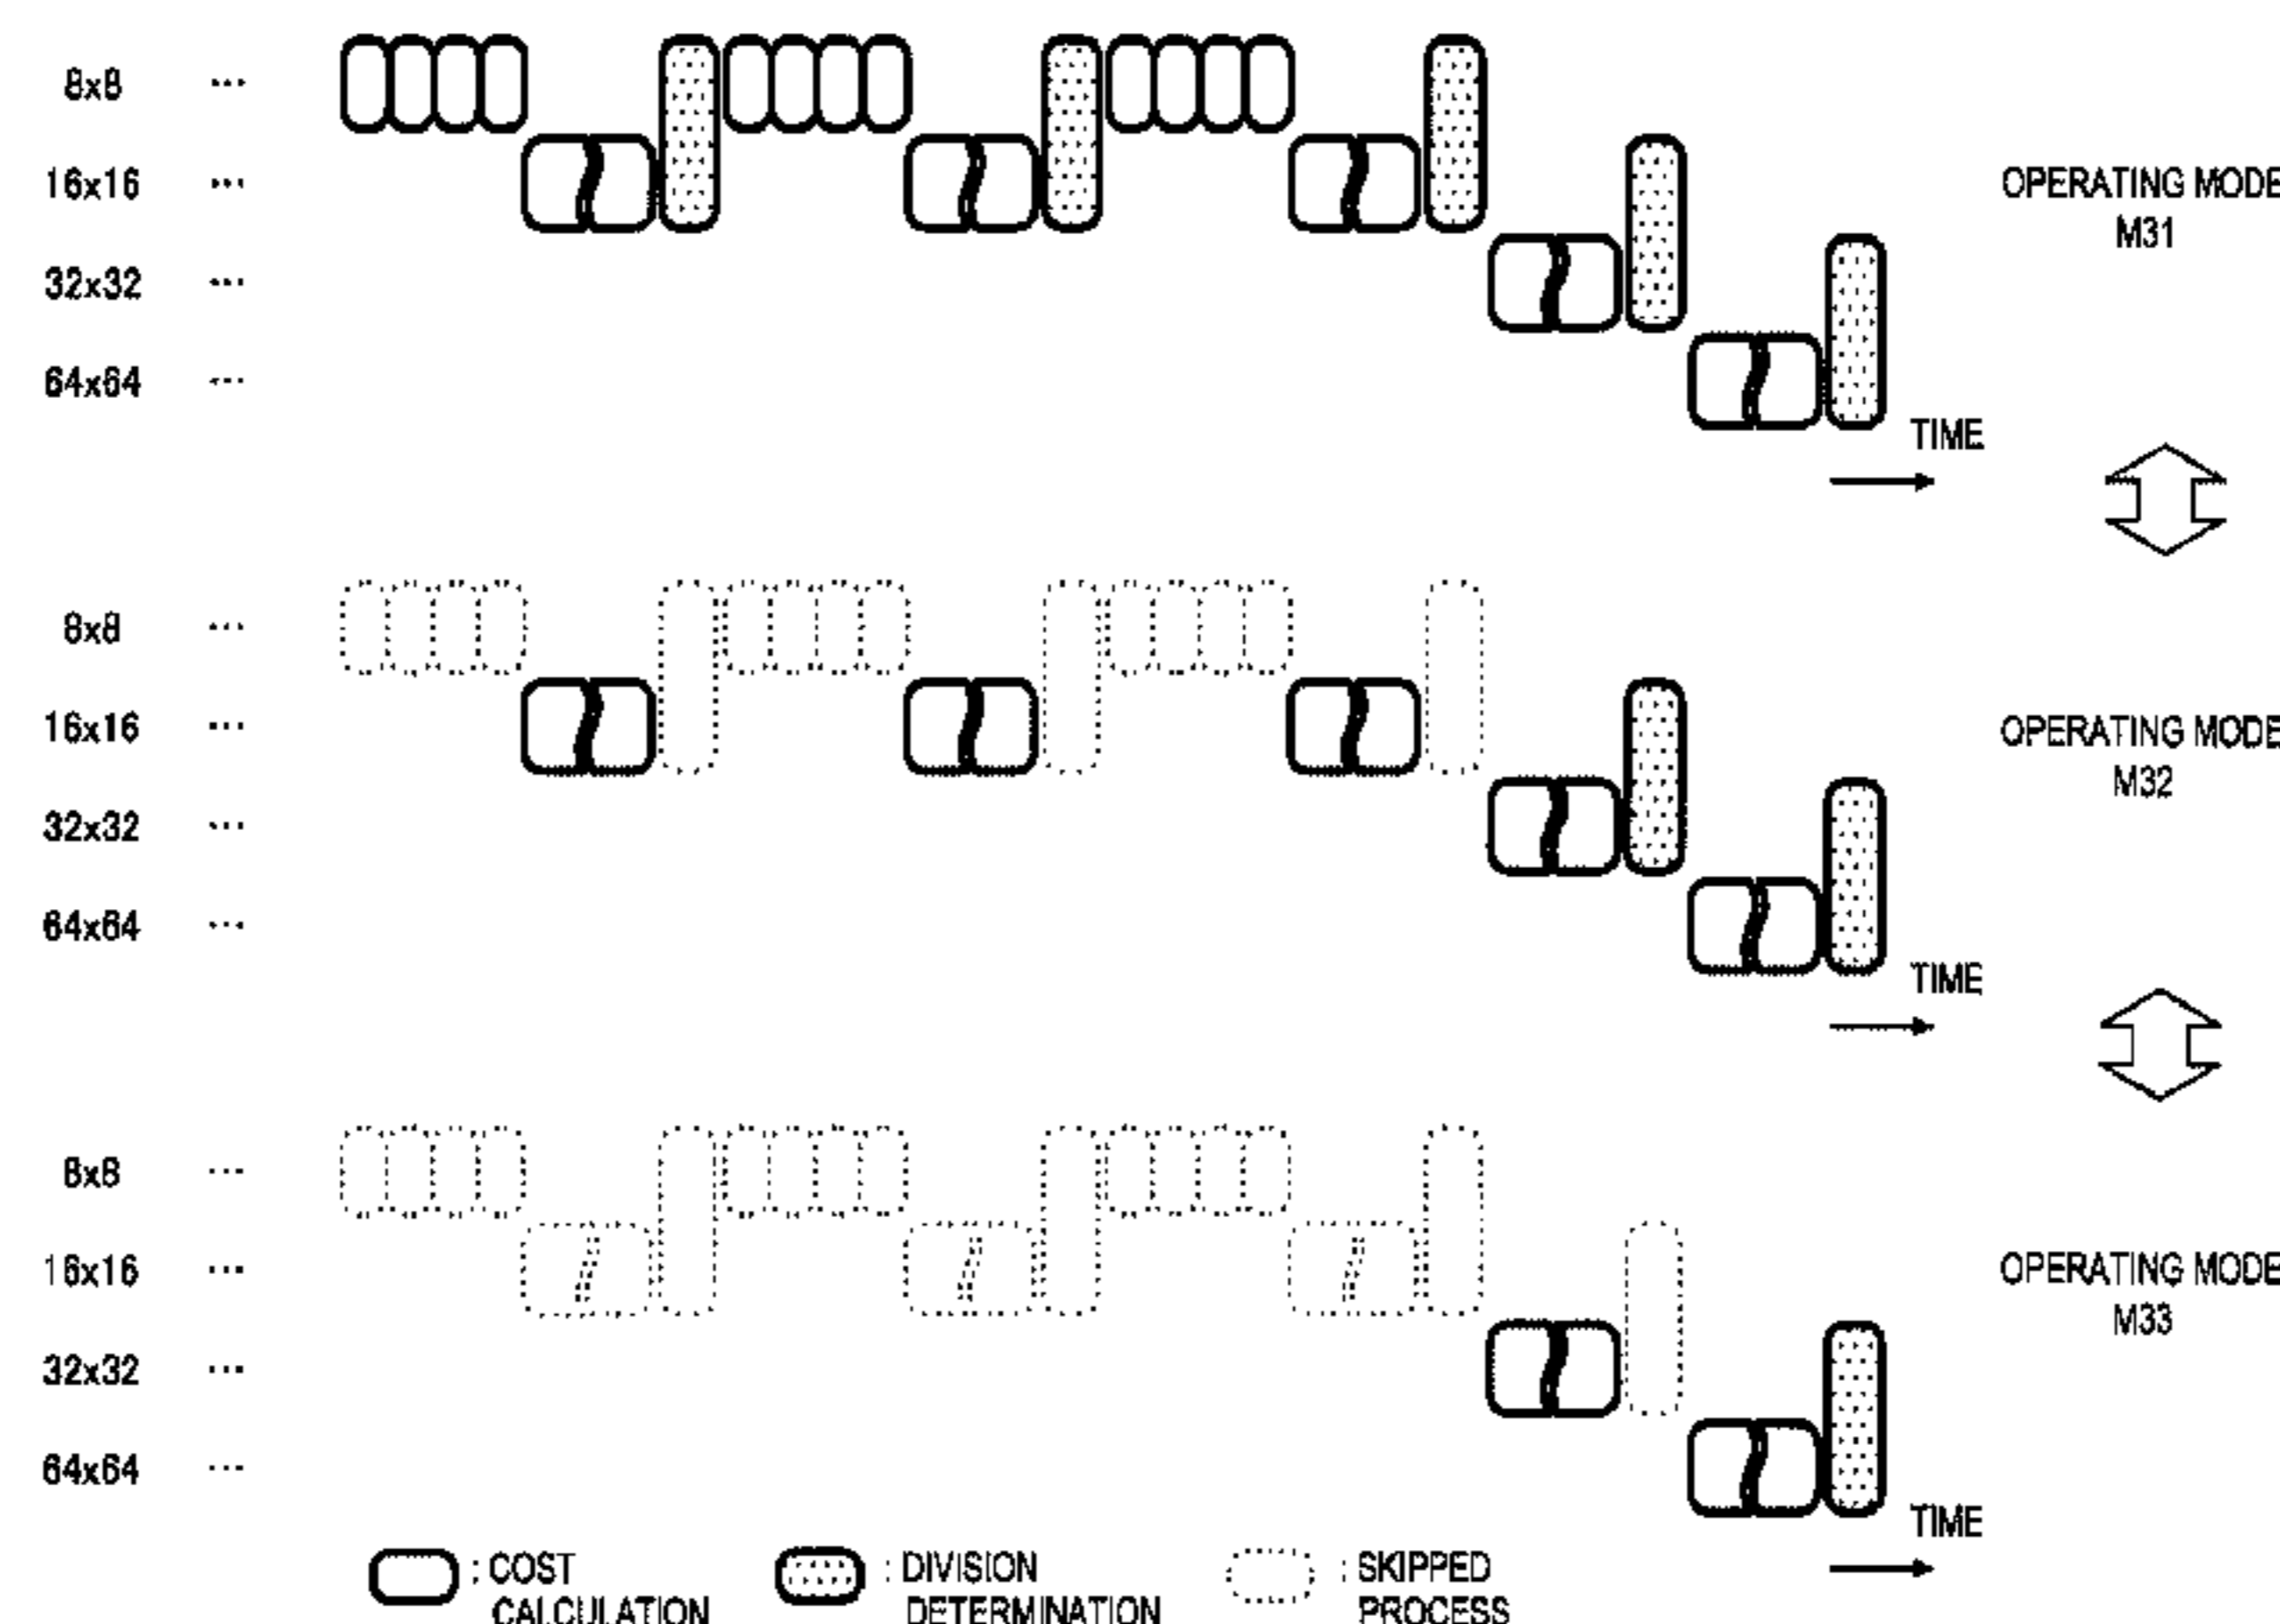 8x8 ...
16x16 ...
OPERATING MODE
M31
32x32 ...
64x64 ...
TIME
8x8 ...
16x16 ...
OPERATING MODE
M32
32x32 ...
64x64 ...
TIME
8x8 ...
16x16 ...
OPERATING MODE
M33
32x32 ...
64x64 ...
TIME
: COST
CALCULATION
: DIVISION
DETERMINATION
: SKIPPED
PROCESS